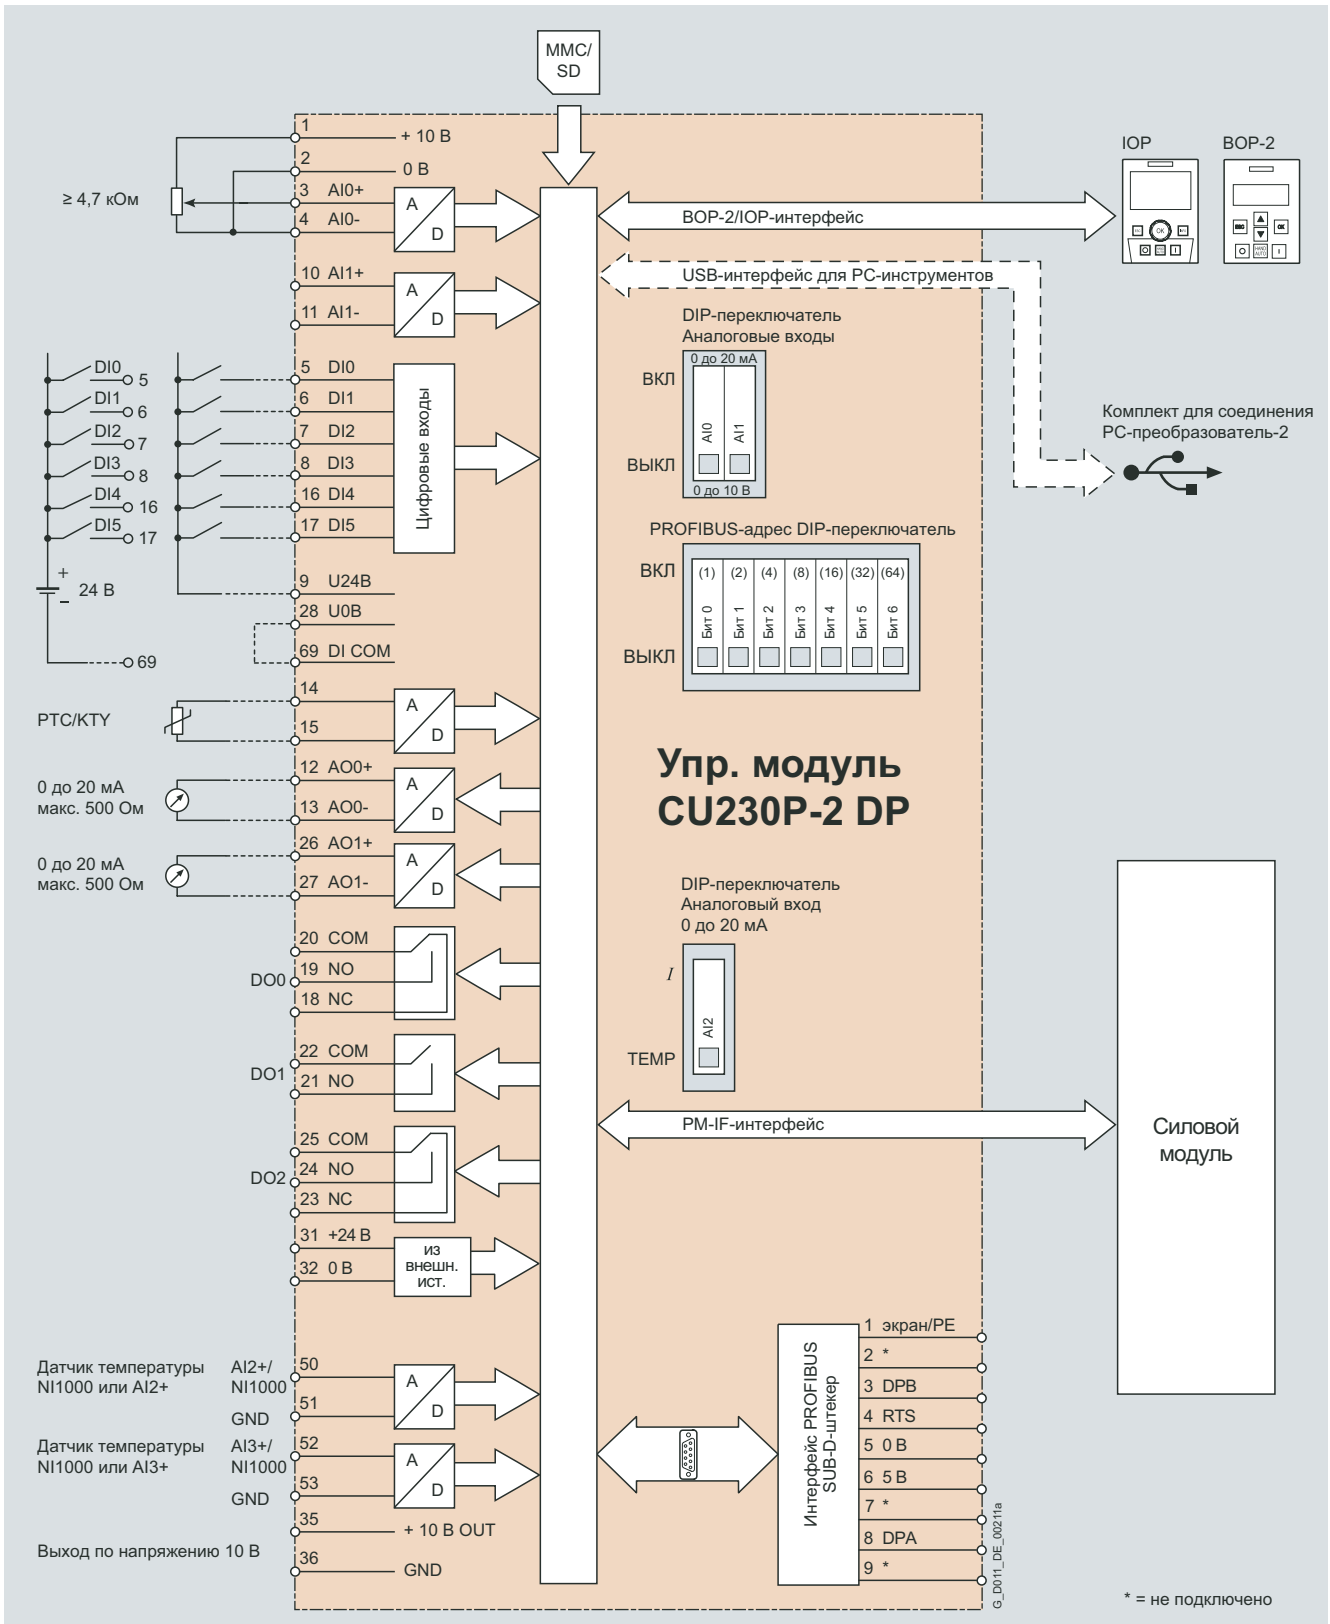 MMC/
SD
1
+ 10 В
2
0 В
3 AI0+
4 AI0-
≥ 4,7 кОм
A
D
10 AI1+
11 AI1-
A
D
IOP
BOP-2
ESC
OK
HAND
AUTO
BOP-2/IOP-интерфейс
USB-интерфейс для PC-инструментов
DIP-переключатель
Аналоговые входы
0 до 20 мА
ВКЛ
AI0
AI1
ВЫКЛ
0 до 10 В
Комплект для соединения
PC-преобразователь-2
DI0
5
DI1
6
DI2
7
DI3
8
DI4
16
DI5
17
5 DI0
6 DI1
7 DI2
8 DI3
16 DI4
17 DI5
Цифровые входы
+
–
24 В
69
9 U24В
28 U0В
69 DI COM
PROFIBUS-адрес DIP-переключатель
ВКЛ
(1) (2) (4) (8) (16) (32) (64)
Бит 0
Бит 1
Бит 2
Бит 3
Бит 4
Бит 5
Бит 6
ВЫКЛ
PTC/KTY
14
15
A
D
0 до 20 мА
макс. 500 Ом
12 AO0+
13 AO0-
A
D
0 до 20 мА
макс. 500 Ом
26 AO1+
27 AO1-
A
D
Упр. модуль
CU230P-2 DP
DIP-переключатель
Аналоговый вход
0 до 20 мА
I
AI2
TEMP
DO0
20 COM
19 NO
18 NC
DO1
22 COM
21 NO
DO2
25 COM
24 NO
23 NC
PM-IF-интерфейс
Силовой
модуль
31 +24 В
32 0 В
из
внешн.
ист.
Датчик температуры
NI1000 или AI2+
AI2+/
NI1000
GND
50
51
A
D
Датчик температуры
NI1000 или AI3+
AI3+/
NI1000
GND
52
53
A
D
35
+ 10 В OUT
Выход по напряжению 10 В
36
GND
Интерфейс PROFIBUS
SUB-D-штекер
1 экран/PE
2 *
3 DPB
4 RTS
5 0 В
6 5 В
7 *
8 DPA
9 *
G_D011_DE_00211a
* = не подключено